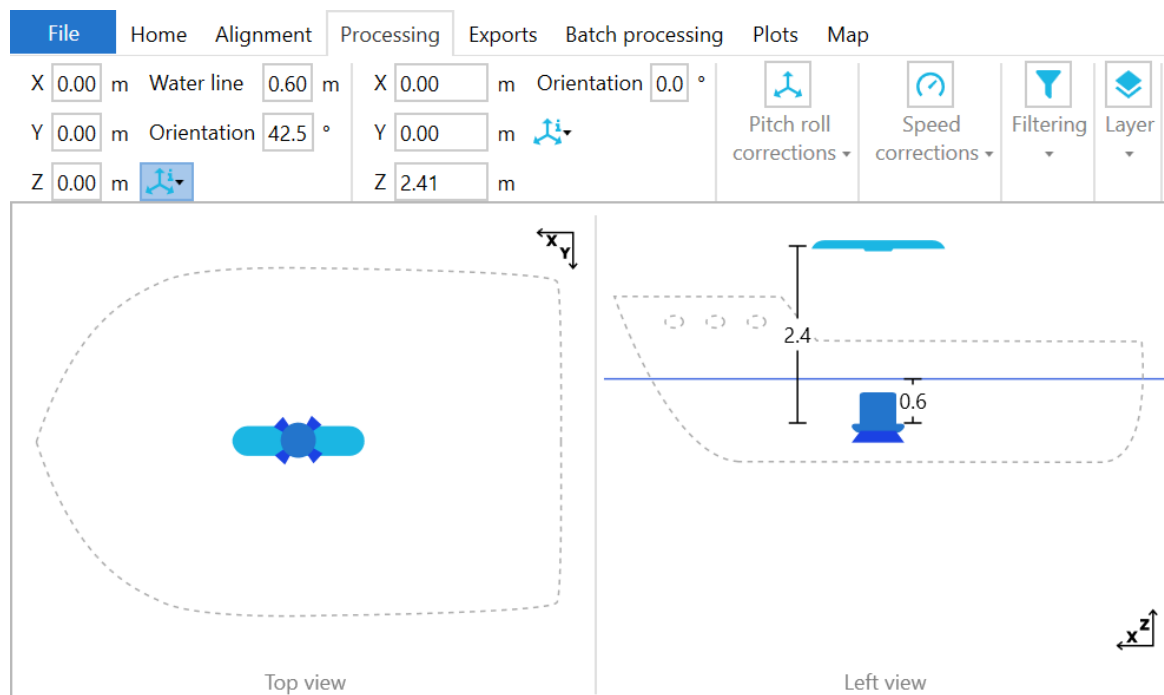 File Home Alignment Processing Exports Batch processing Plots Map
X 0.00 m Water line 0.60 m X 0.00 m Orientation 0.0 °
Y 0.00 m Orientation 42.5 ° Y 0.00 m
Z 0.00 m i Z 2.41 m
i
Pitch roll
corrections
Speed
corrections
Filtering
Layer
X
Y
2.4
0.6
Z
X
Top view
Left view